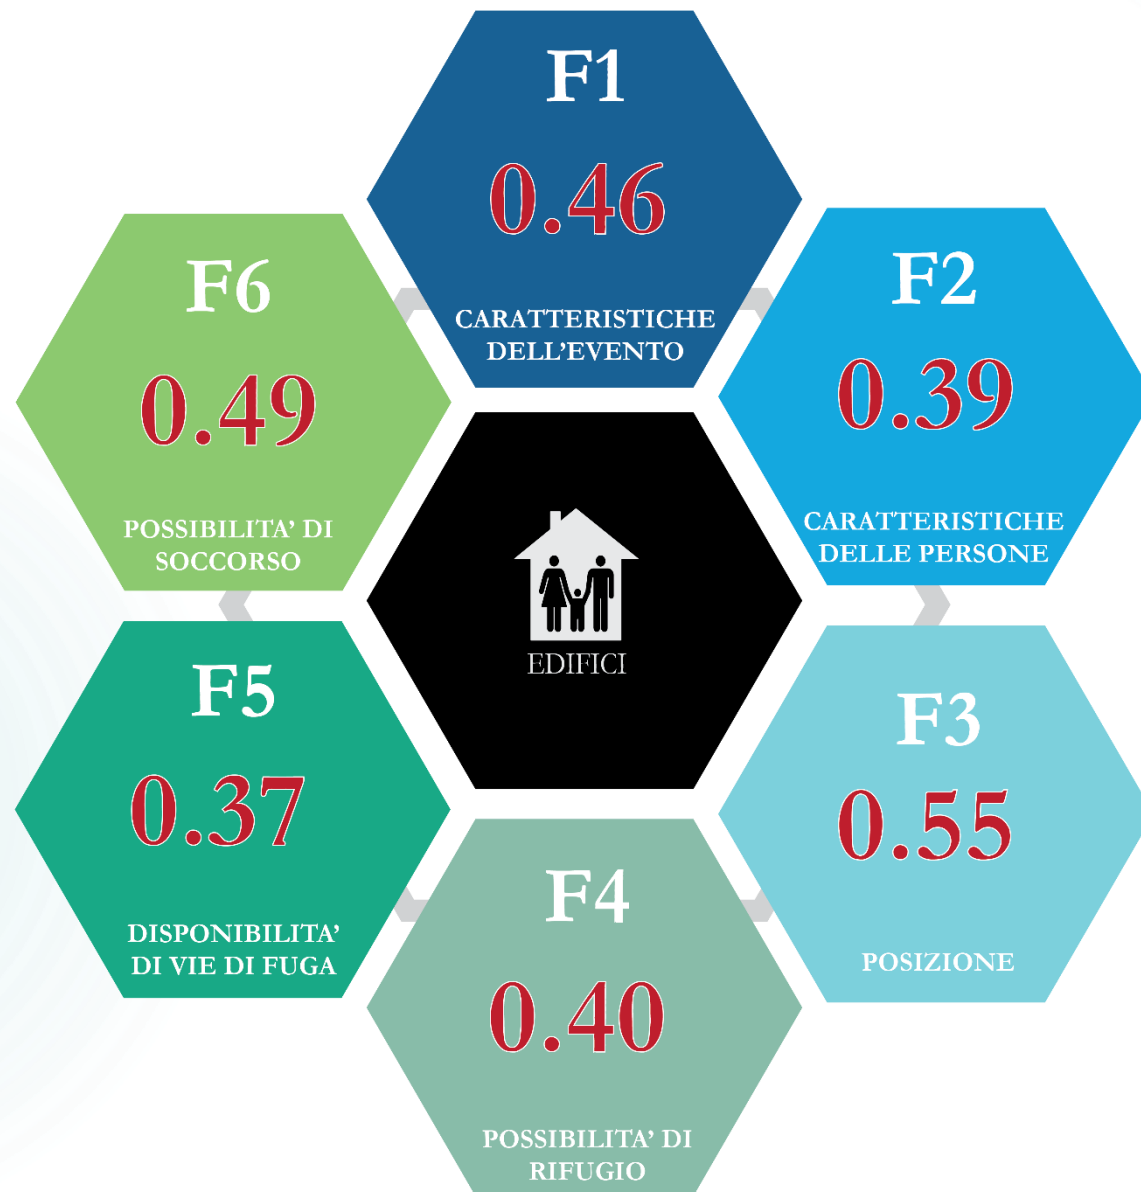 F1
0.46
CARATTERISTICHE
DELL'EVENTO
F2
0.39
CARATTERISTICHE
DELLE PERSONE
F3
0.55
POSIZIONE
F4
0.40
POSSIBILITA' DI
RIFUGIO
F5
0.37
DISPONIBILITA'
DI VIE DI FUGA
F6
0.49
POSSIBILITA' DI
SOCCORSO
EDIFICI